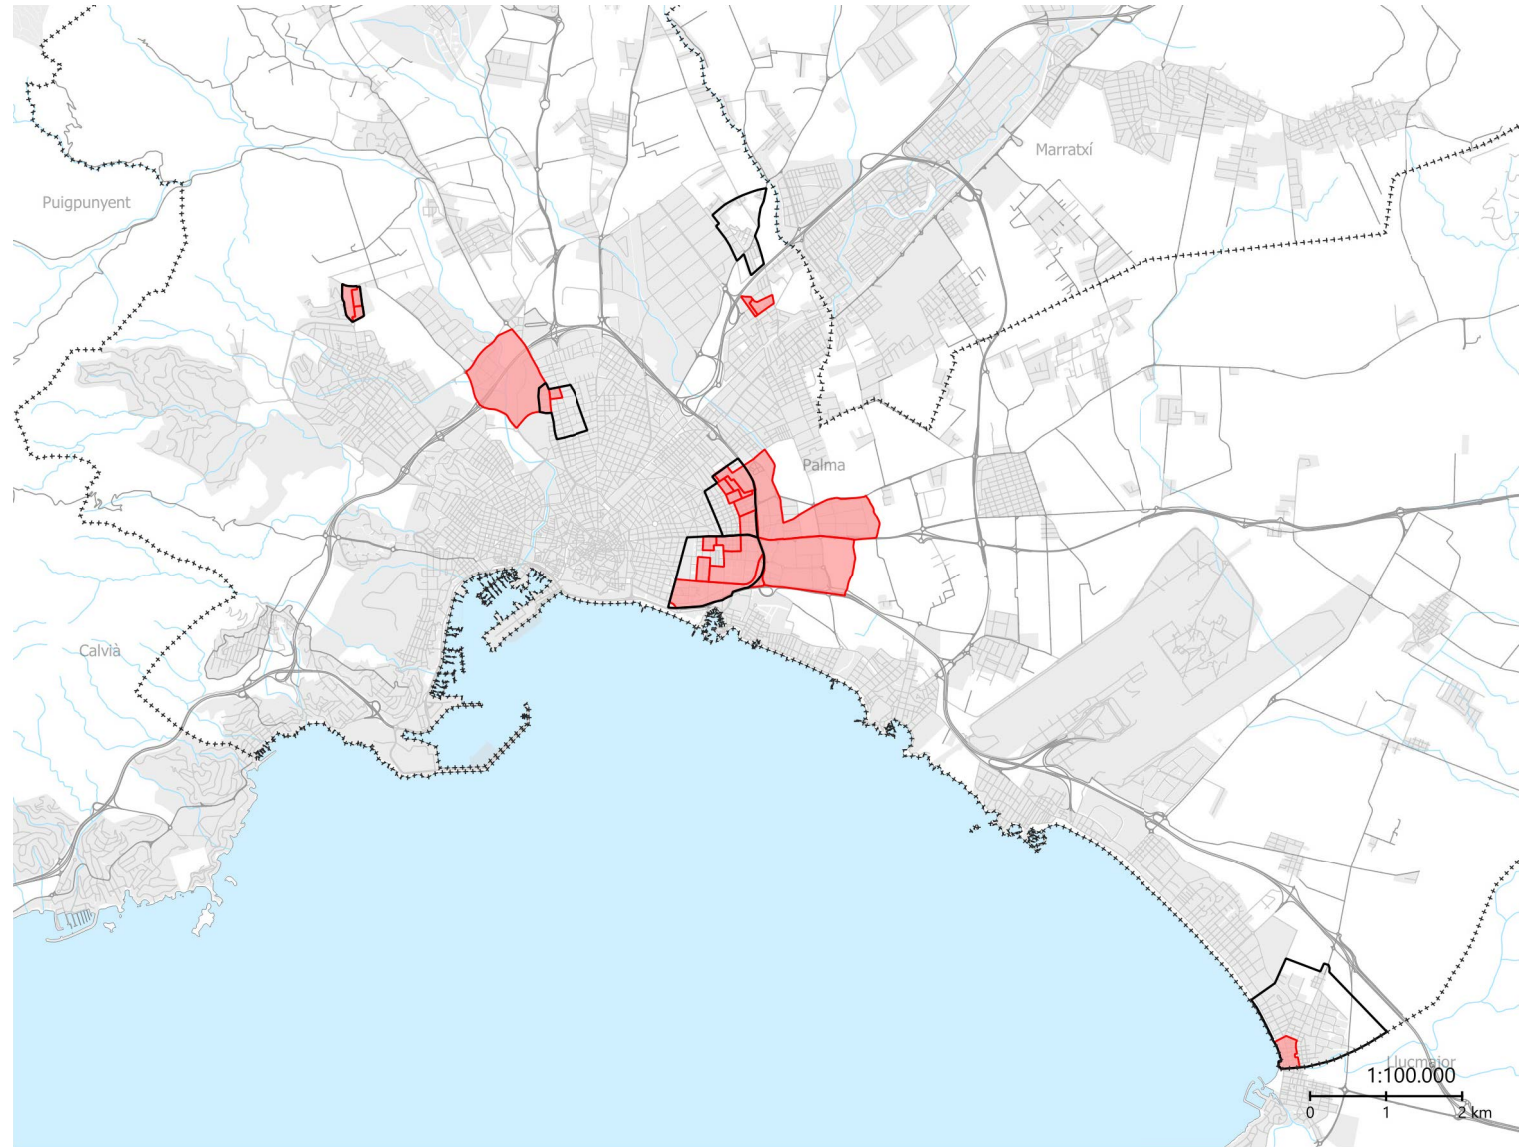 Marratxí
Puigpunyent
Palma
Calvià
Llucmajor
1:100.000
0 1 2 km